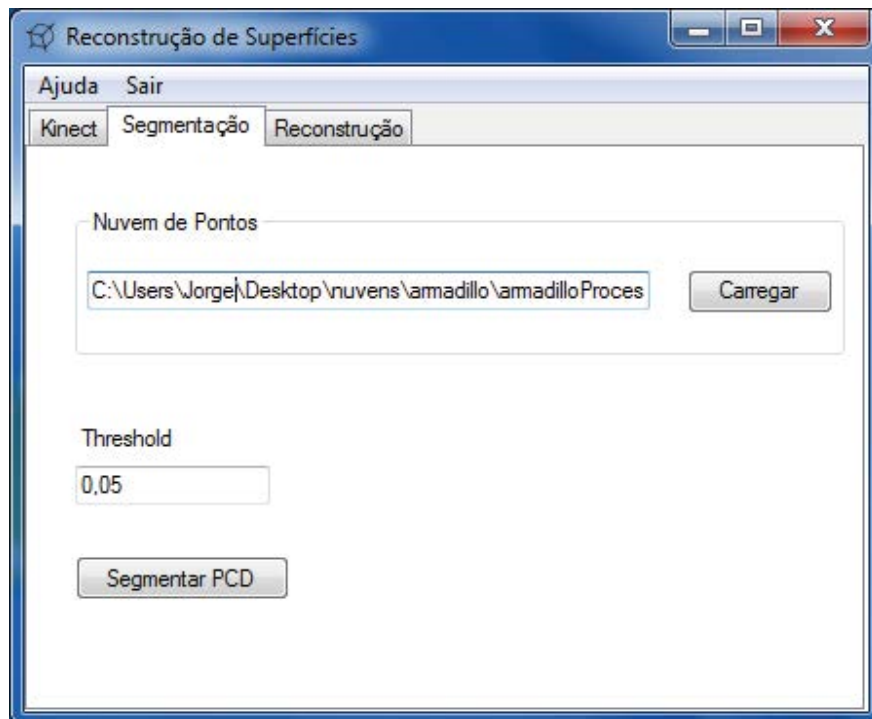 Reconstrução de Superfícies
Ajuda Sair
Kinect Segmentação Reconstrução
Nuvem de Pontos
C:\Users\Jorge\Desktop\nuvens\armadillo\armadilloProces Carregar
Threshold
0,05
Segmentar PCD